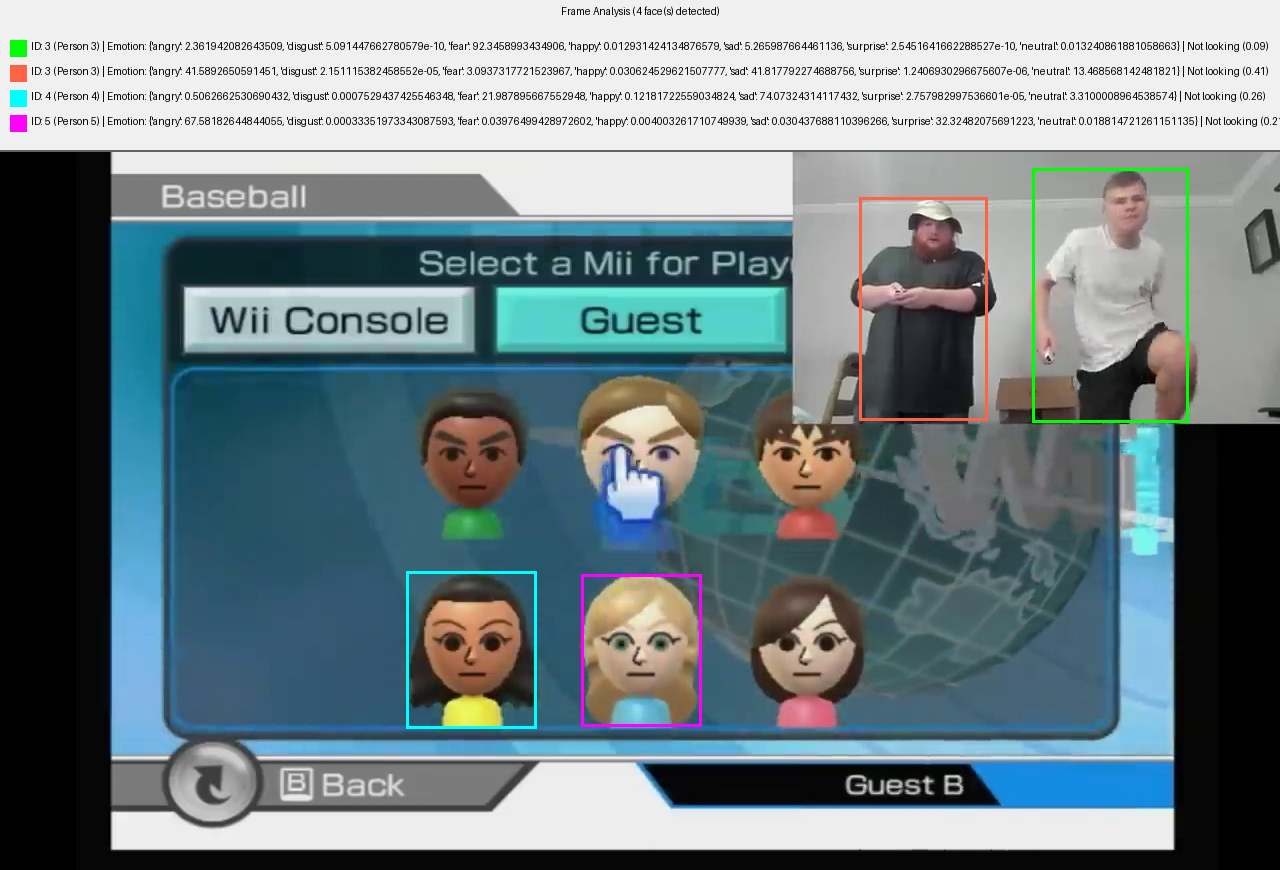 Frame Analysis (4 face(s) detected)
ID: 3 (Person 3) | Emotion: {'angry': 2.361942082643509, 'disgust': 5.091447662780579e-10, 'fear': 92.3458993434906, 'happy': 0.012931424134876579, 'sad': 5.265987664461136, 'surprise': 2.5451641662288527e-10, 'neutral': 0.013240861881058663} | Not looking (0.09)
ID: 3 (Person 3) | Emotion: {'angry': 41.5892650591451, 'disgust': 2.151115382458552e-05, 'fear': 3.0937317721523967, 'happy': 0.030624529621507777, 'sad': 41.817792274688756, 'surprise': 1.2406930296675607e-06, 'neutral': 13.468568142481821} | Not looking (0.41)
ID: 4 (Person 4) | Emotion: {'angry': 0.5062662530690432, 'disgust': 0.0007529437425546348, 'fear': 21.987895667552948, 'happy': 0.12181722559034824, 'sad': 74.07324314117432, 'surprise': 2.757982997536601e-05, 'neutral': 3.3100008964538574} | Not looking (0.26)
ID: 5 (Person 5) | Emotion: {'angry': 67.58182644844055, 'disgust': 0.00033351973343087593, 'fear': 0.03976499428972602, 'happy': 0.004003261710749939, 'sad': 0.030437688110396266, 'surprise': 32.32482075691223, 'neutral': 0.018814721261151135} | Not looking (0.21
Baseball
Select a Mii for Play
Wii Console
Guest
B Back
Guest B